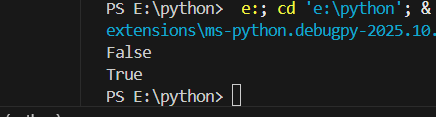 PS E:\python>  e:; cd 'e:\python'; &
extensions\ms-python.debugpy-2025.10.
False
True
PS E:\python>